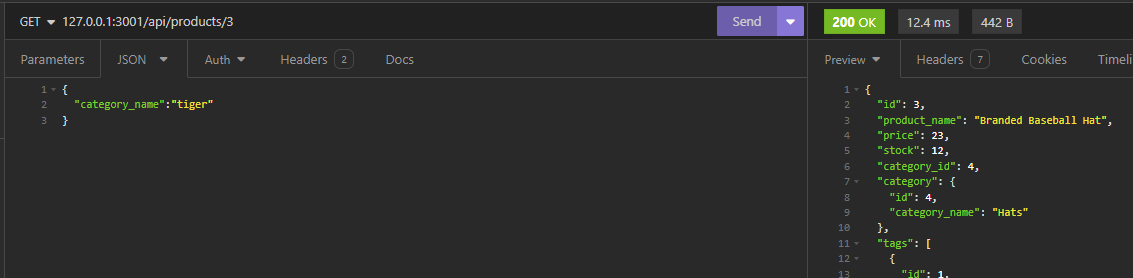 GET 127.0.0.1:3001/api/products/3 Send 200 OK 12.4 ms 442 B
Parameters JSON Auth Headers 2 Docs Preview Headers 7 Cookies Timeli
1 {
2 "category_name":"tiger"
3 }
1 {
2 "id": 3,
3 "product_name": "Branded Baseball Hat",
4 "price": 23,
5 "stock": 12,
6 "category_id": 4,
7 "category": {
8 "id": 4,
9 "category_name": "Hats"
10 },
11 "tags": [
12 {
13 "id": 1,